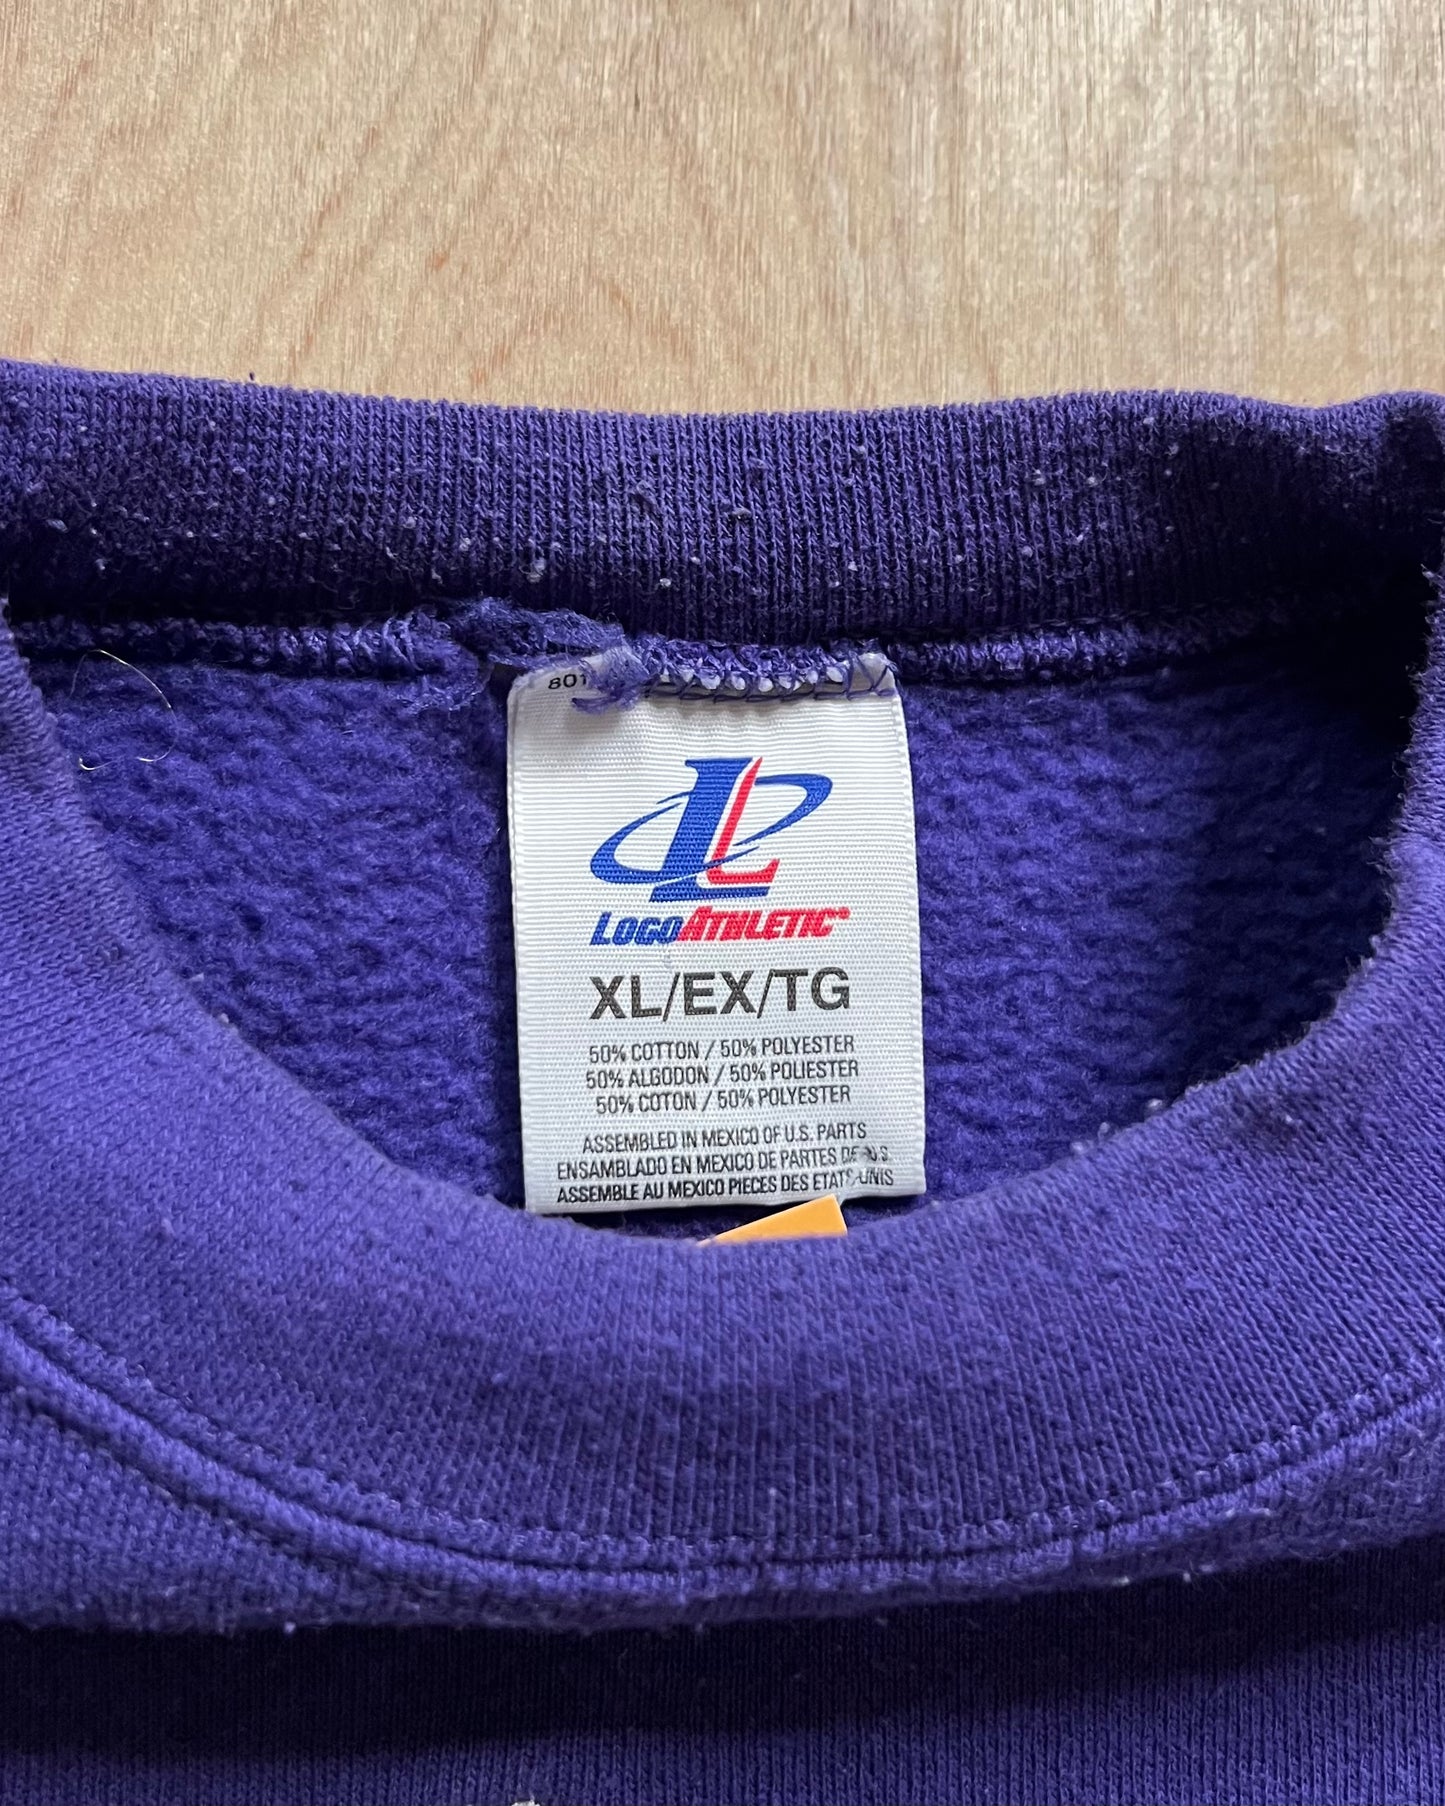 LOGOATHLETIC®
XL/EX/TG
50% COTTON / 50% POLYESTER
50% ALGODON / 50% POLIESTER
50% COTON / 50% POLYESTER
ASSEMBLED IN MEXICO OF U.S. PARTS
ENSAMBLADO EN MEXICO DE PARTES DE U.S.
ASSEMBLE AU MEXICO PIECES DES ETATS-UNIS